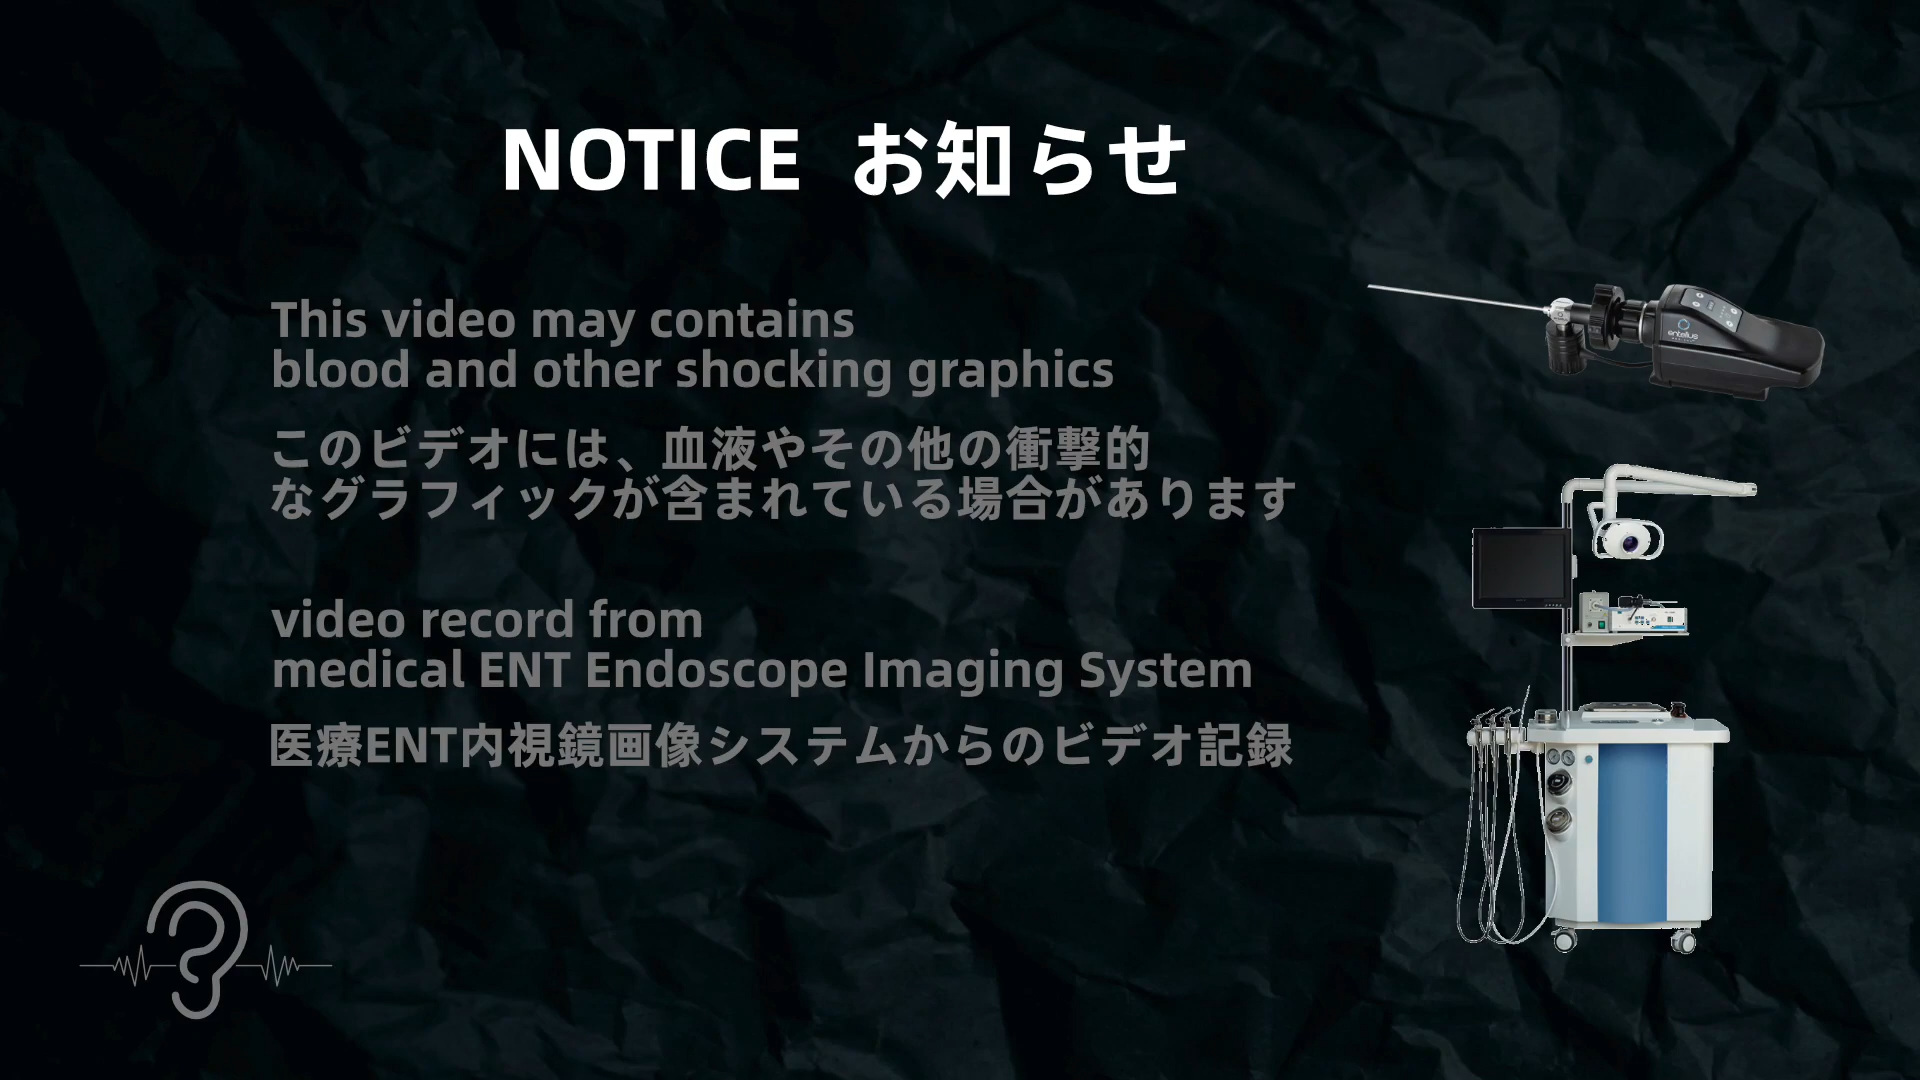 NOTICE お知らせ
This video may contains
blood and other shocking graphics
このビデオには、血液やその他の衝撃的
なグラフィックが含まれている場合があります
video record from
medical ENT Endoscope Imaging System
医療ENT内視鏡画像システムからのビデオ記録